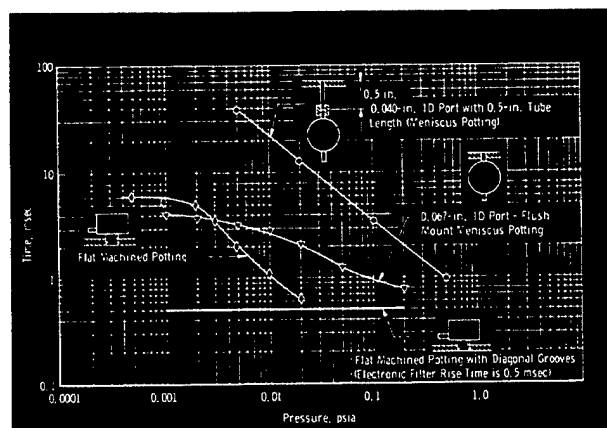 100
10
1
0.1
0.0001
0.001
0.01
0.1
1.0
Time, msec
Pressure, psia
0.5 in.
0.040-in. ID Port with 0.5-in. Tube
Length (Meniscus Potting)
0.067-in. ID Port - Flush
Mount Meniscus
Potting
Flat Machined Potting
Flat Machined Potting with Diagonal Grooves
(Electronic Filter Rise Time is 0.5 msec)